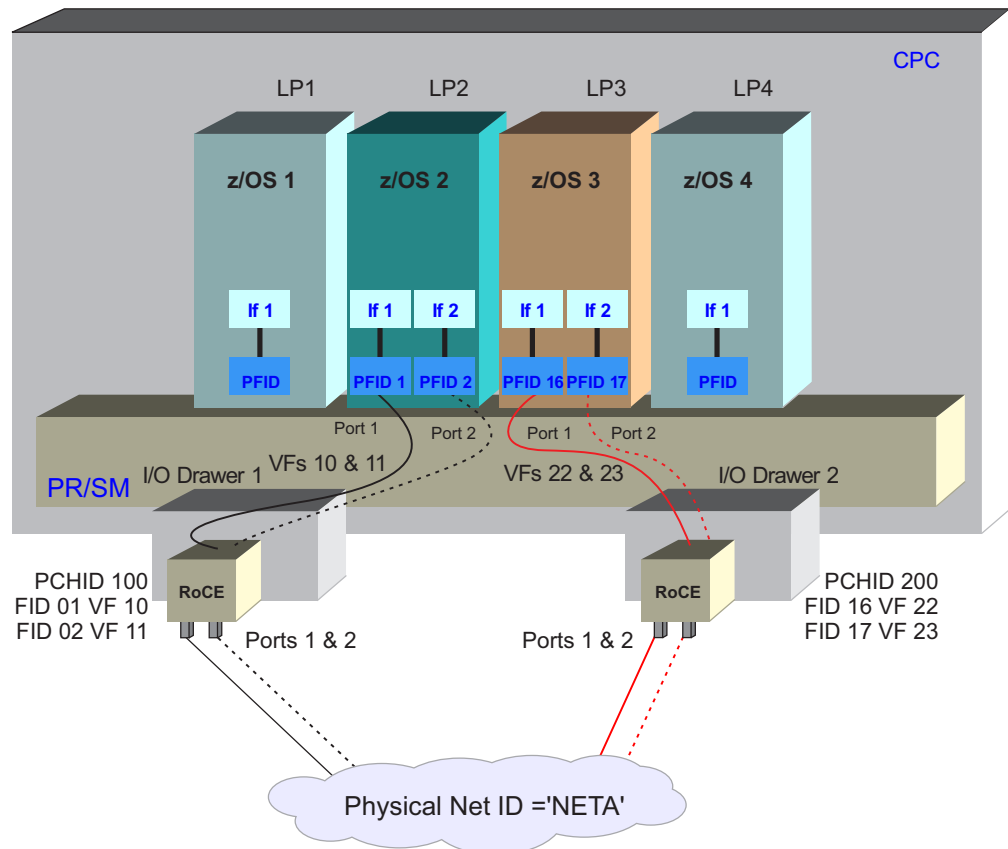 CPC
LP1 LP2 LP3 LP4
z/OS 1 z/OS 2 z/OS 3 z/OS 4
If 1 If 1 If 2 If 1 If 2 If 1
PFID PFID 1 PFID 2 PFID 16 PFID 17 PFID
Port 1 Port 2 Port 1 Port 2
VFs 10 & 11 VFs 22 & 23
I/O Drawer 1 I/O Drawer 2
PR/SM
RoCE RoCE
PCHID 100
FID 01 VF 10
FID 02 VF 11
PCHID 200
FID 16 VF 22
FID 17 VF 23
Ports 1 & 2 Ports 1 & 2
Physical Net ID ='NETA'